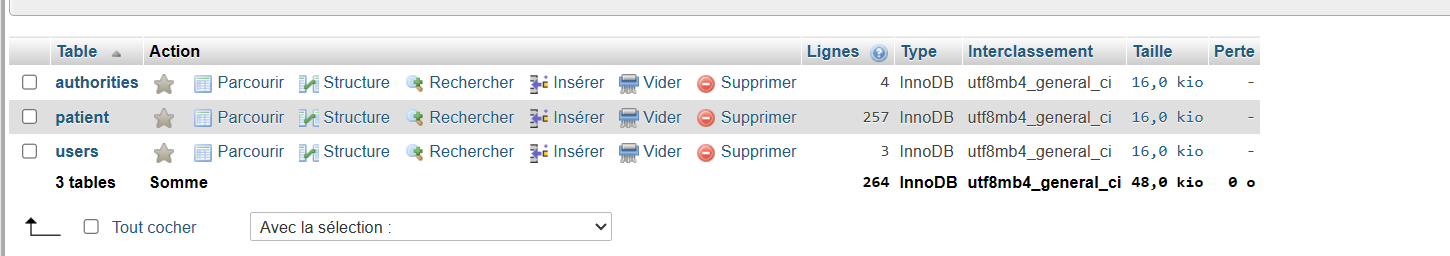 Table Action Lignes Type Interclassement Taille Perte
authorities Parcourir Structure Rechercher Insérer Vider Supprimer 4 InnoDB utf8mb4_general_ci 16,0 kio -
patient Parcourir Structure Rechercher Insérer Vider Supprimer 257 InnoDB utf8mb4_general_ci 16,0 kio -
users Parcourir Structure Rechercher Insérer Vider Supprimer 3 InnoDB utf8mb4_general_ci 16,0 kio -
3 tables Somme 264 InnoDB utf8mb4_general_ci 48,0 kio 0 o
Tout cocher Avec la sélection :